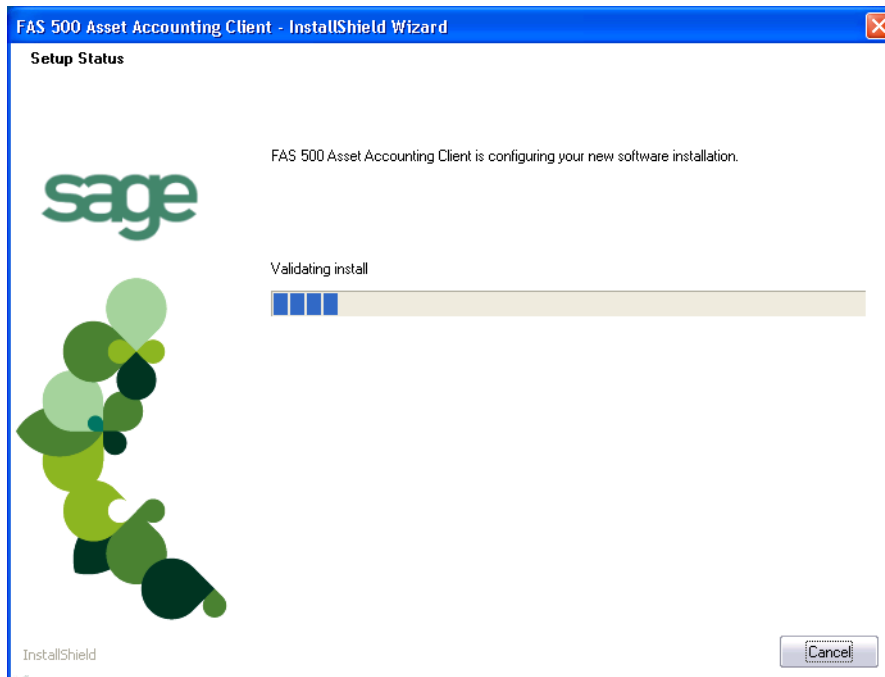 FAS 500 Asset Accounting Client - InstallShield Wizard
Setup Status
FAS 500 Asset Accounting Client is configuring your new software installation.
sage
Validating install
InstallShield
Cancel